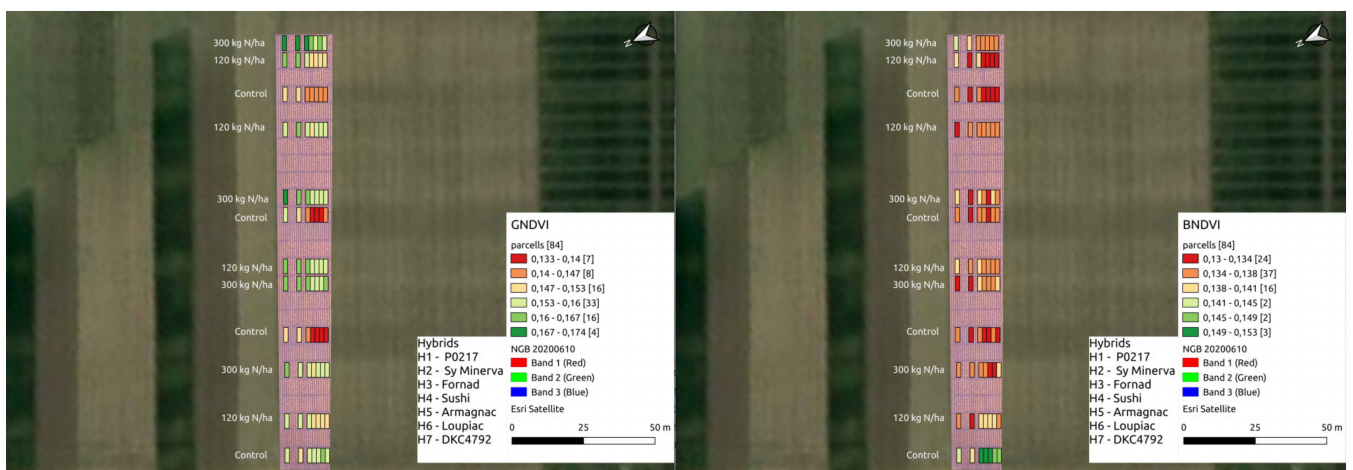 300 kg N/ha
120 kg N/ha
Control
120 kg N/ha
300 kg N/ha
Control
120 kg N/ha
300 kg N/ha
Control
300 kg N/ha
120 kg N/ha
Control
N
GNDVI
parcells [84]
0,133 - 0,14 [7]
0,14 - 0,147 [8]
0,147 - 0,153 [16]
0,153 - 0,16 [33]
0,16 - 0,167 [16]
0,167 - 0,174 [4]
NGB 20200610
Band 1 (Red)
Band 2 (Green)
Band 3 (Blue)
Esri Satellite
0 25 50 m
Hybrids
H1 - P0217
H2 - Sy Minerva
H3 - Fornad
H4 - Sushi
H5 - Armagnac
H6 - Loupiac
H7 - DKC4792
300 kg N/ha
120 kg N/ha
Control
120 kg N/ha
300 kg N/ha
Control
120 kg N/ha
300 kg N/ha
Control
300 kg N/ha
120 kg N/ha
Control
N
BNDVI
parcells [84]
0,13 - 0,134 [24]
0,134 - 0,138 [37]
0,138 - 0,141 [16]
0,141 - 0,145 [2]
0,145 - 0,149 [2]
0,149 - 0,153 [3]
NGB 20200610
Band 1 (Red)
Band 2 (Green)
Band 3 (Blue)
Esri Satellite
0 25 50 m
Hybrids
H1 - P0217
H2 - Sy Minerva
H3 - Fornad
H4 - Sushi
H5 - Armagnac
H6 - Loupiac
H7 - DKC4792